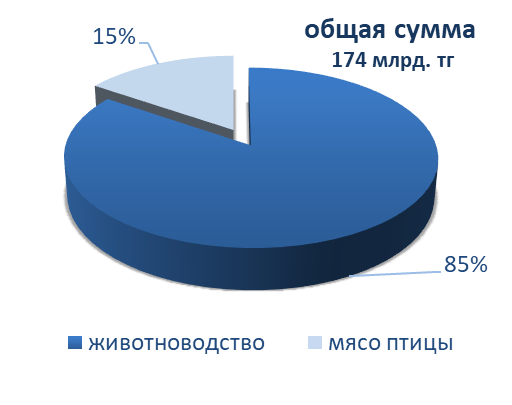 общая сумма
174 млрд. тг
15%
85%
животноводство
мясо птицы